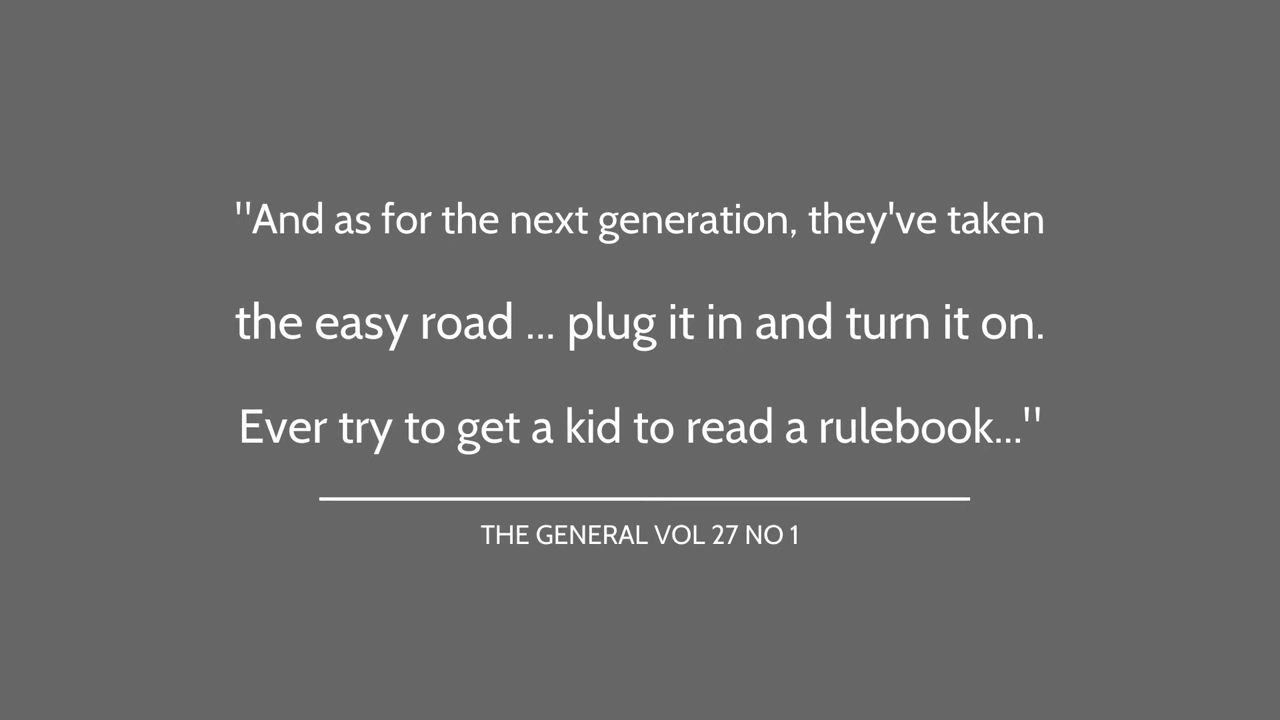 "And as for the next generation, they've taken
the easy road ... plug it in and turn it on.
Ever try to get a kid to read a rulebook..."
THE GENERAL VOL 27 NO 1